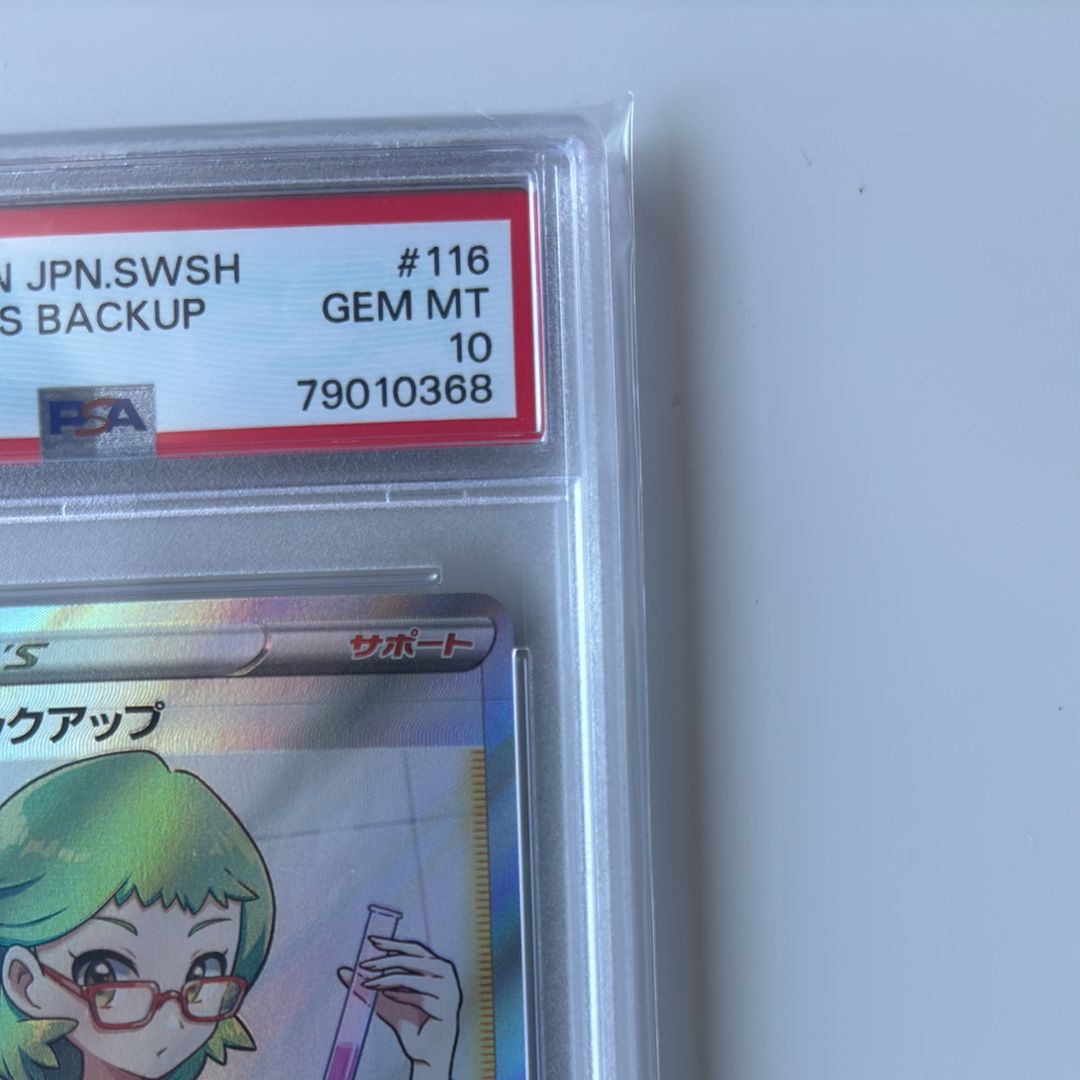 N JPN.SWSH #116
S BACKUP GEM MT
10
79010368
PSA
'S サポート
ックアップ